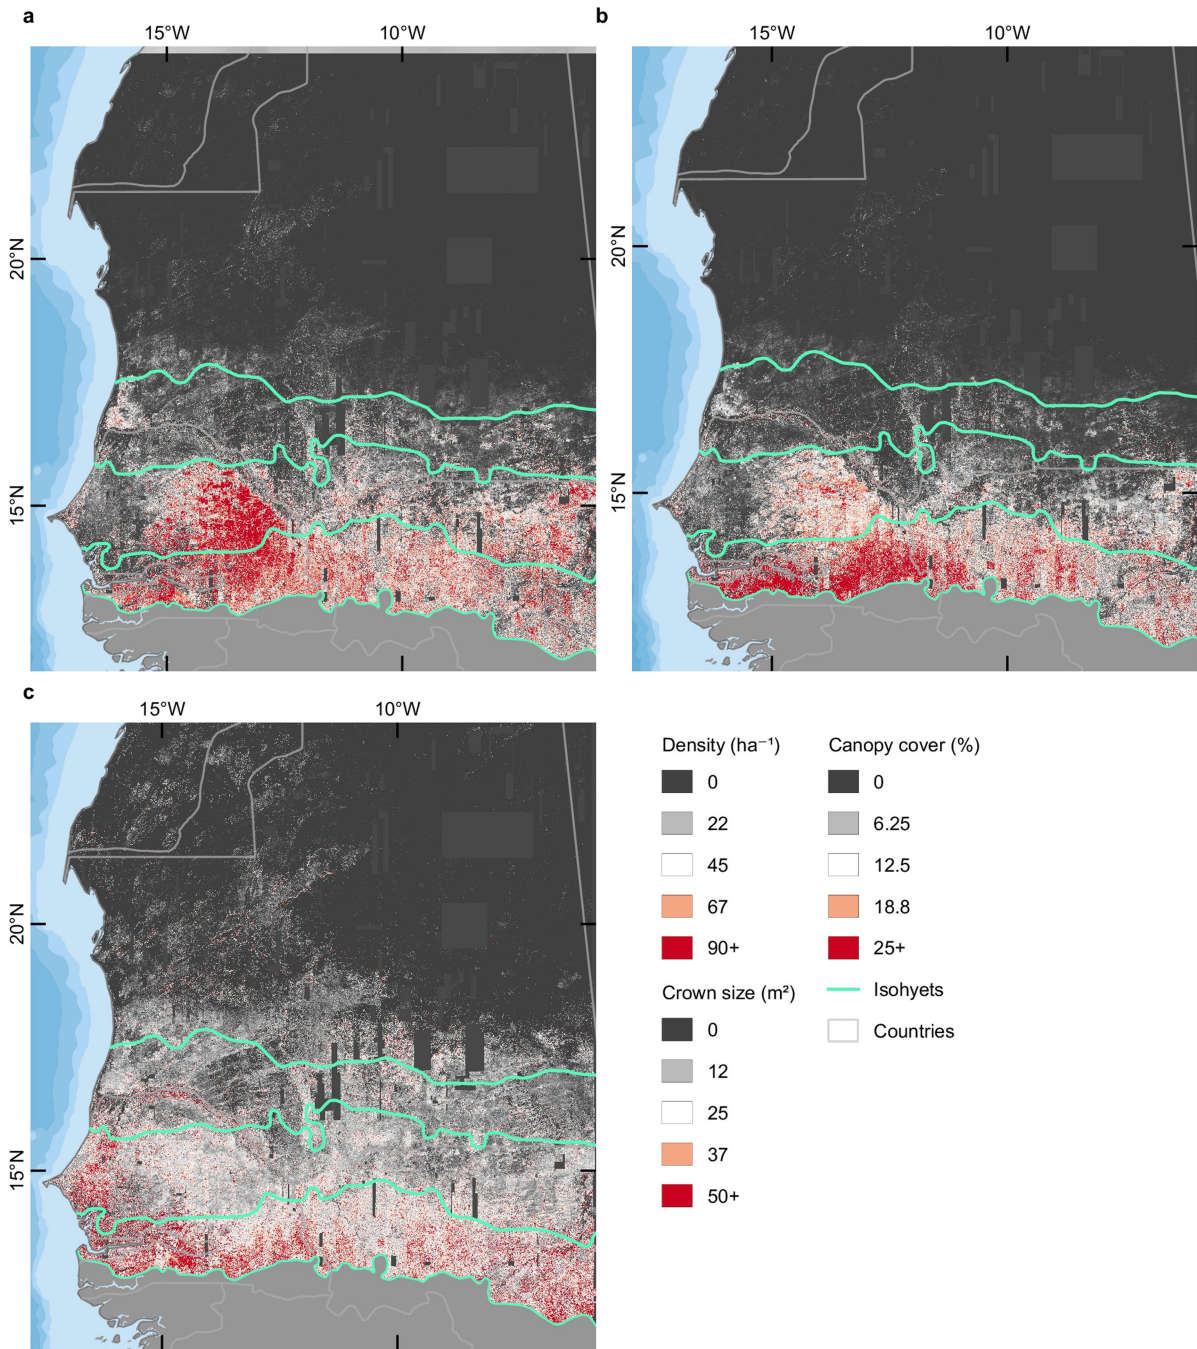 a
15°W 10°W
20°N
15°N
b
15°W 10°W
20°N
15°N
c
15°W 10°W
20°N
15°N
Density (ha⁻¹)
0
22
45
67
90+
Crown size (m²)
0
12
25
37
50+
Canopy cover (%)
0
6.25
12.5
18.8
25+
Isohyets
Countries